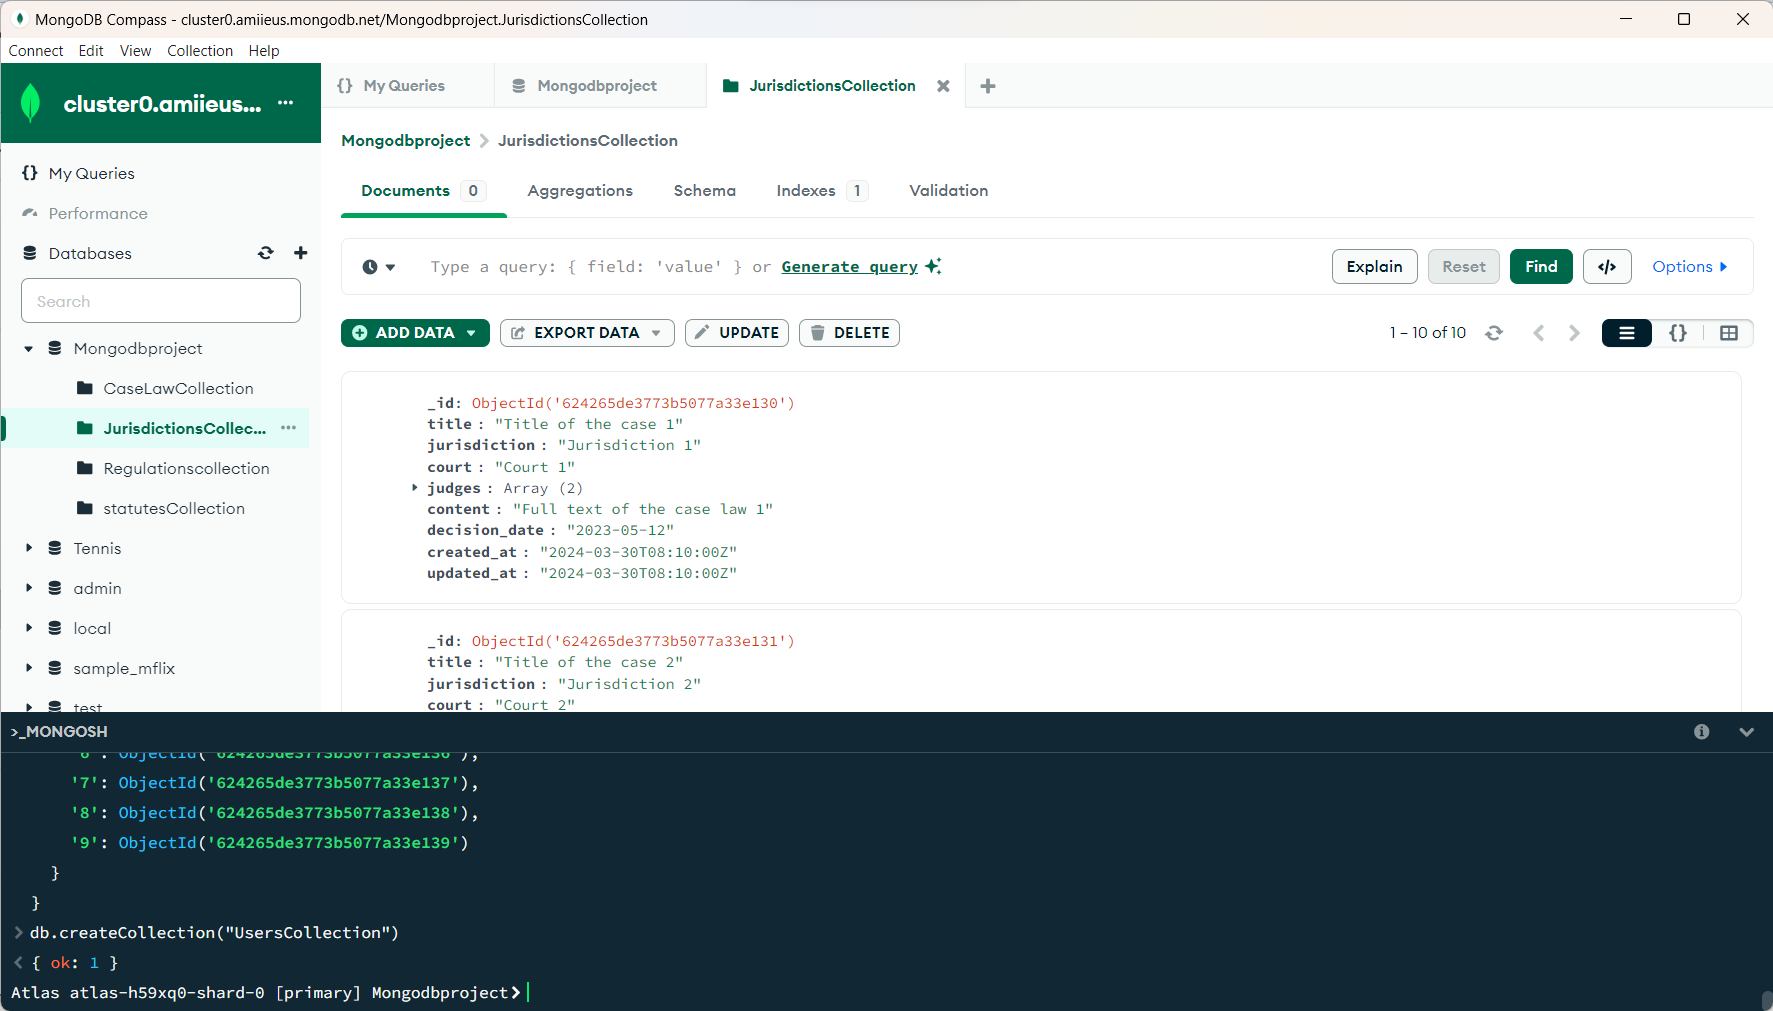 MongoDB Compass - cluster0.amiieus.mongodb.net/Mongodbproject.JurisdictionsCollection
Connect Edit View Collection Help
cluster0.amiieus... ···
{} My Queries
Mongodbproject
JurisdictionsCollection
Mongodbproject > JurisdictionsCollection
{} My Queries
Performance
Databases
Search
Mongodbproject
CaseLawCollection
JurisdictionsCollec... ···
Regulationscollection
statutesCollection
Tennis
admin
local
sample_mflix
test
Documents 0 Aggregations Schema Indexes 1 Validation
Type a query: { field: 'value' } or Generate query
Explain Reset Find </> Options
ADD DATA EXPORT DATA UPDATE DELETE
1 – 10 of 10 {}
_id: ObjectId('624265de3773b5077a33e130')
title : "Title of the case 1"
jurisdiction : "Jurisdiction 1"
court : "Court 1"
judges : Array (2)
content : "Full text of the case law 1"
decision_date : "2023-05-12"
created_at : "2024-03-30T08:10:00Z"
updated_at : "2024-03-30T08:10:00Z"
_id: ObjectId('624265de3773b5077a33e131')
title : "Title of the case 2"
jurisdiction : "Jurisdiction 2"
court : "Court 2"
>_MONGOSH
'6': ObjectId('624265de3773b5077a33e136'),
'7': ObjectId('624265de3773b5077a33e137'),
'8': ObjectId('624265de3773b5077a33e138'),
'9': ObjectId('624265de3773b5077a33e139')
}
}
> db.createCollection("UsersCollection")
< { ok: 1 }
Atlas atlas-h59xq0-shard-0 [primary] Mongodbproject>